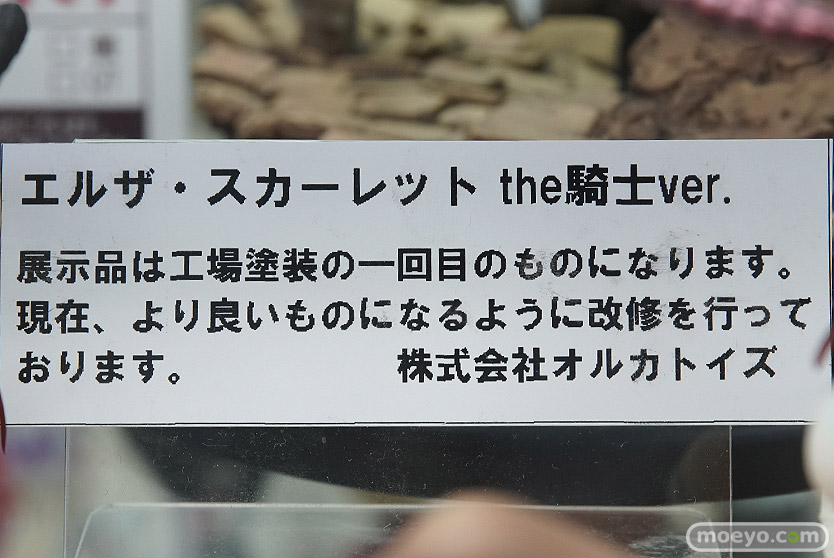 エルザ・スカーレット the騎士ver.
展示品は工場塗装の一回目のものになります。
現在、より良いものになるように改修を行って
おります。 株式会社オルカトイズ
moeyo.com